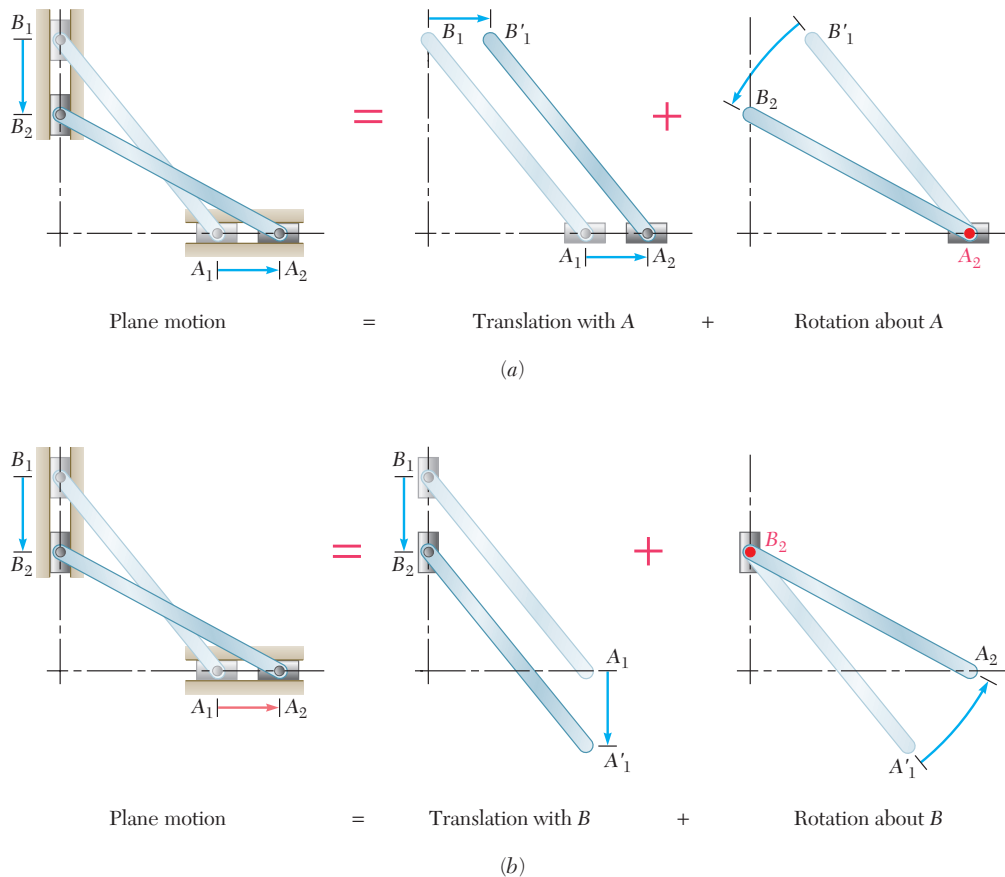 B₁
B₂
A₁ A₂
=
B₁ B'₁
A₁ A₂
+
B'₁
B₂
A₂
Plane motion = Translation with A + Rotation about A
(a)
B₁
B₂
A₁ A₂
=
B₁
B₂
A₁
A'₁
+
B₂
A₂
A'₁
Plane motion = Translation with B + Rotation about B
(b)